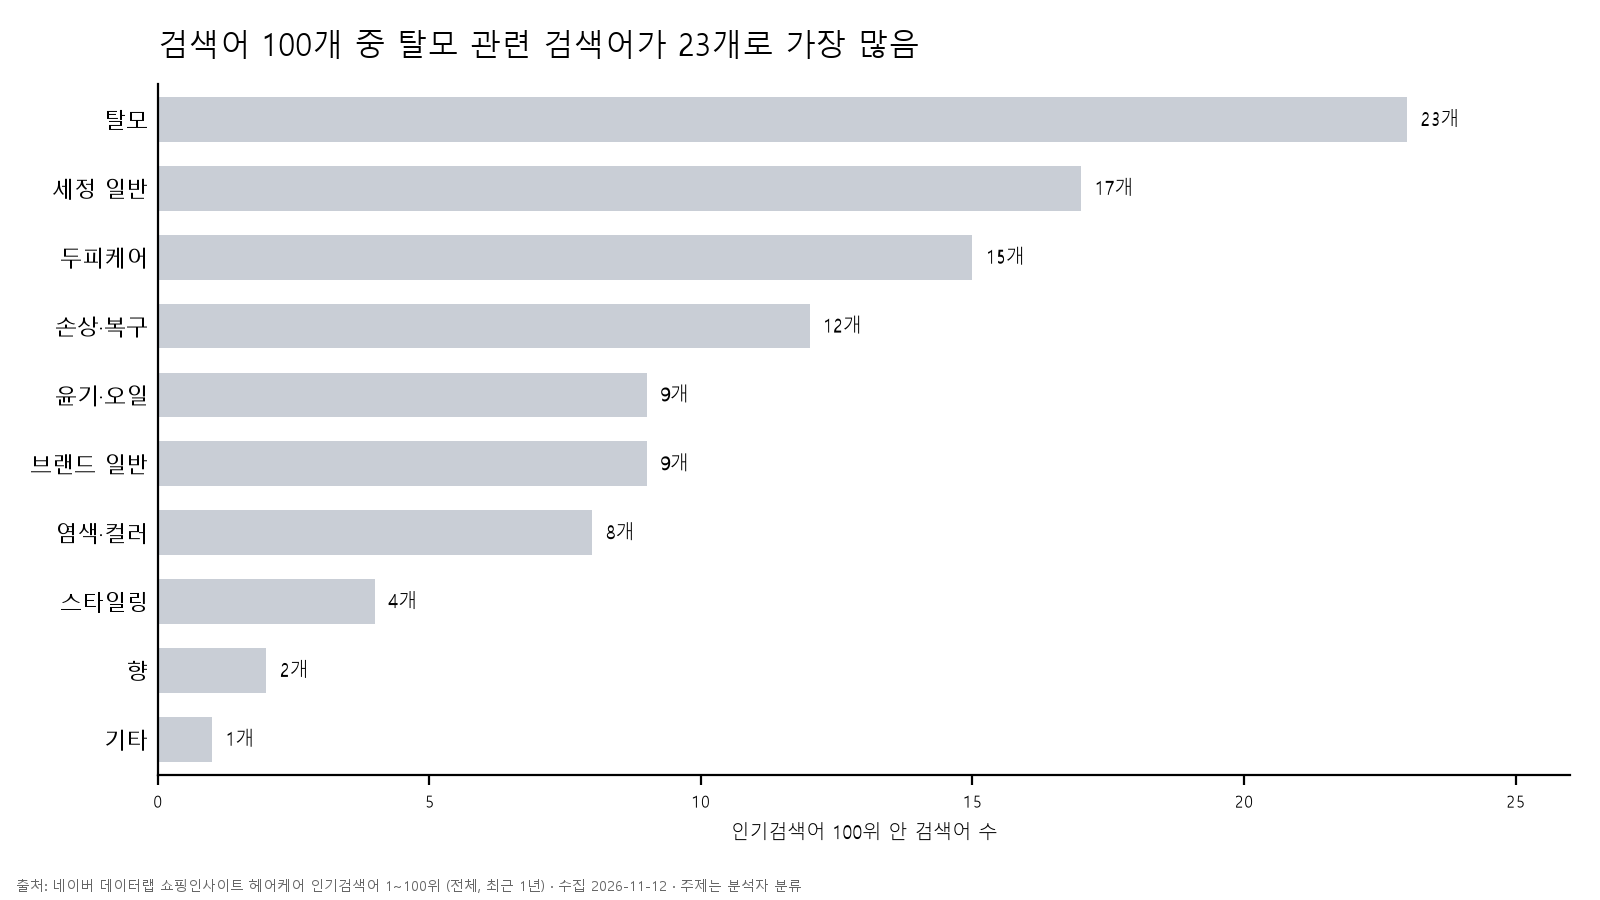 검색어 100개 중 탈모 관련 검색어가 23개로 가장 많음
탈모 23개
세정 일반 17개
두피케어 15개
손상·복구 12개
윤기·오일 9개
브랜드 일반 9개
염색·컬러 8개
스타일링 4개
향 2개
기타 1개
0 5 10 15 20 25
인기검색어 100위 안 검색어 수
출처: 네이버 데이터랩 쇼핑인사이트 헤어케어 인기검색어 1~100위 (전체, 최근 1년) · 수집 2026-11-12 · 주제는 분석자 분류